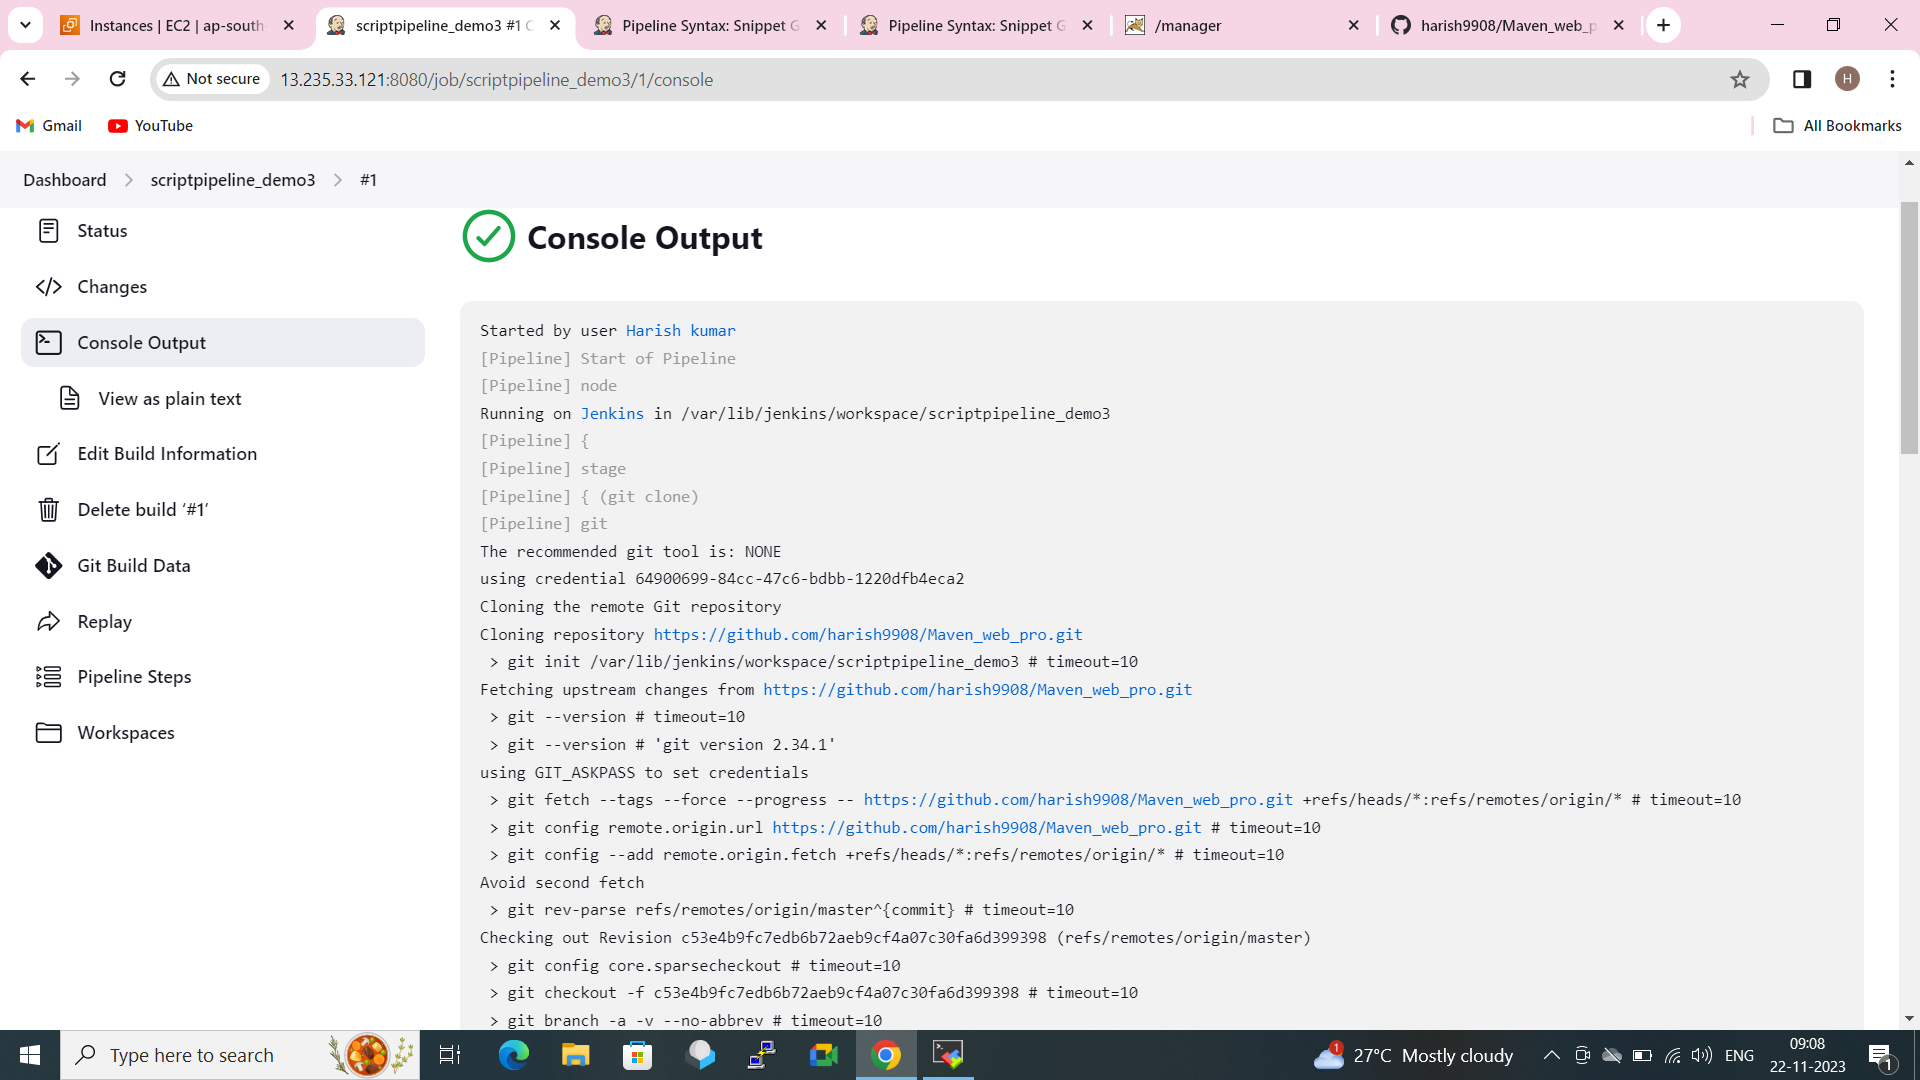 Instances | EC2 | ap-south-
scriptpipeline_demo3 #1 C
Pipeline Syntax: Snippet G
Pipeline Syntax: Snippet G
/manager
harish9908/Maven_web_p
Not secure
13.235.33.121:8080/job/scriptpipeline_demo3/1/console
H
Gmail
YouTube
All Bookmarks
Dashboard
scriptpipeline_demo3
#1
Status
Changes
Console Output
View as plain text
Edit Build Information
Delete build ‘#1’
Git Build Data
Replay
Pipeline Steps
Workspaces
Console Output
Started by user Harish kumar
[Pipeline] Start of Pipeline
[Pipeline] node
Running on Jenkins in /var/lib/jenkins/workspace/scriptpipeline_demo3
[Pipeline] {
[Pipeline] stage
[Pipeline] { (git clone)
[Pipeline] git
The recommended git tool is: NONE
using credential 64900699-84cc-47c6-bdbb-1220dfb4eca2
Cloning the remote Git repository
Cloning repository https://github.com/harish9908/Maven_web_pro.git
> git init /var/lib/jenkins/workspace/scriptpipeline_demo3 # timeout=10
Fetching upstream changes from https://github.com/harish9908/Maven_web_pro.git
> git --version # timeout=10
> git --version # 'git version 2.34.1'
using GIT_ASKPASS to set credentials
> git fetch --tags --force --progress -- https://github.com/harish9908/Maven_web_pro.git +refs/heads/*:refs/remotes/origin/* # timeout=10
> git config remote.origin.url https://github.com/harish9908/Maven_web_pro.git # timeout=10
> git config --add remote.origin.fetch +refs/heads/*:refs/remotes/origin/* # timeout=10
Avoid second fetch
> git rev-parse refs/remotes/origin/master^{commit} # timeout=10
Checking out Revision c53e4b9fc7edb6b72aeb9cf4a07c30fa6d399398 (refs/remotes/origin/master)
> git config core.sparsecheckout # timeout=10
> git checkout -f c53e4b9fc7edb6b72aeb9cf4a07c30fa6d399398 # timeout=10
> git branch -a -v --no-abbrev # timeout=10
Type here to search
1
27°C Mostly cloudy
ENG
09:08
22-11-2023
1